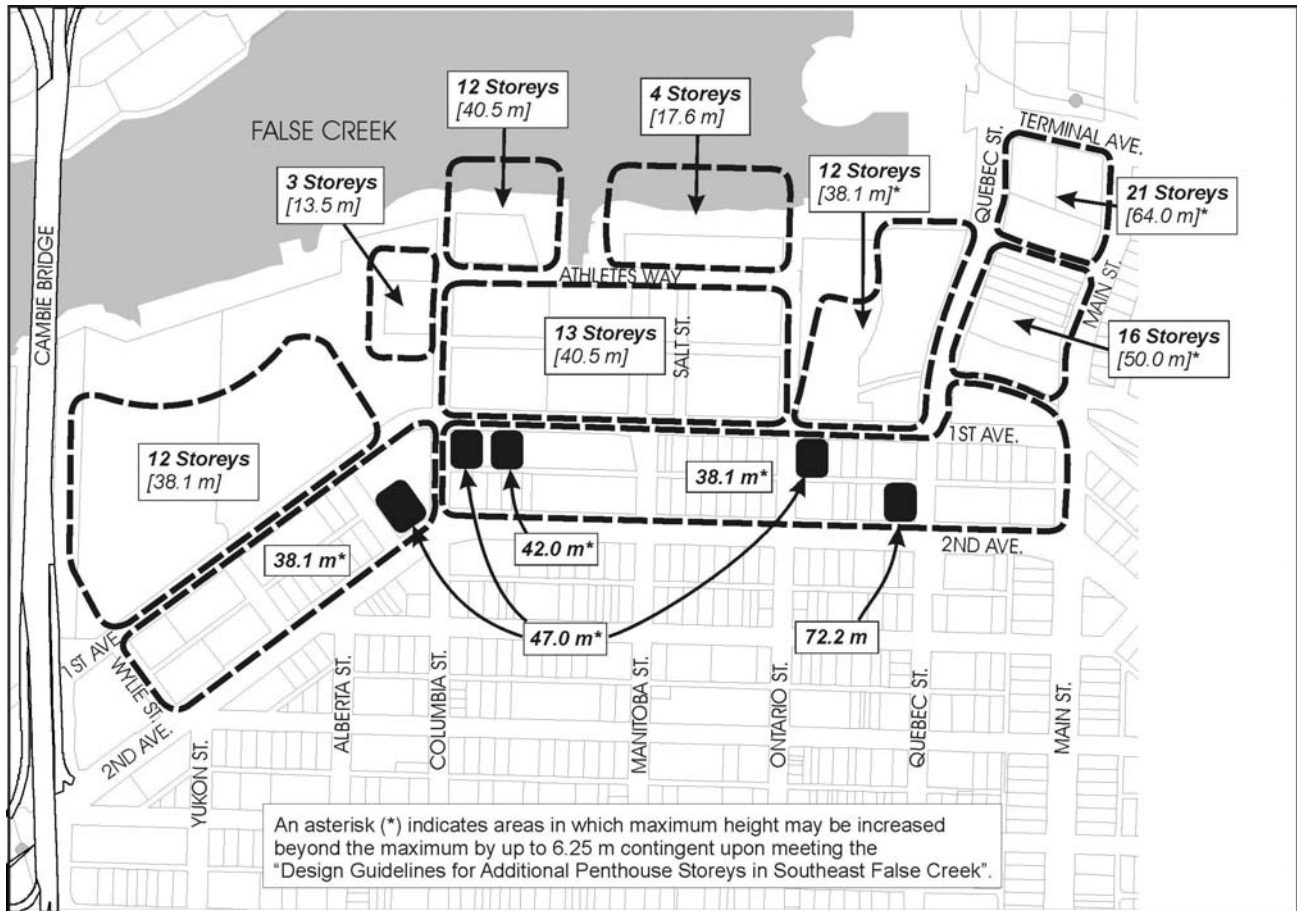 12 Storeys
[40.5 m]
4 Storeys
[17.6 m]
FALSE CREEK
TERMINAL AVE.
QUEBEC ST.
3 Storeys
[13.5 m]
12 Storeys
[38.1 m]*
21 Storeys
[64.0 m]*
CAMBIE BRIDGE
ATHLETES WAY
MAIN ST.
13 Storeys
[40.5 m]
SALT ST.
16 Storeys
[50.0 m]*
12 Storeys
[38.1 m]
1ST AVE.
38.1 m*
38.1 m*
42.0 m*
2ND AVE.
47.0 m*
72.2 m
1ST AVE.
WYLIE ST.
2ND AVE.
YUKON ST.
ALBERTA ST.
COLUMBIA ST.
MANITOBA ST.
ONTARIO ST.
QUEBEC ST.
MAIN ST.
An asterisk (*) indicates areas in which maximum height may be increased
beyond the maximum by up to 6.25 m contingent upon meeting the
"Design Guidelines for Additional Penthouse Storeys in Southeast False Creek".